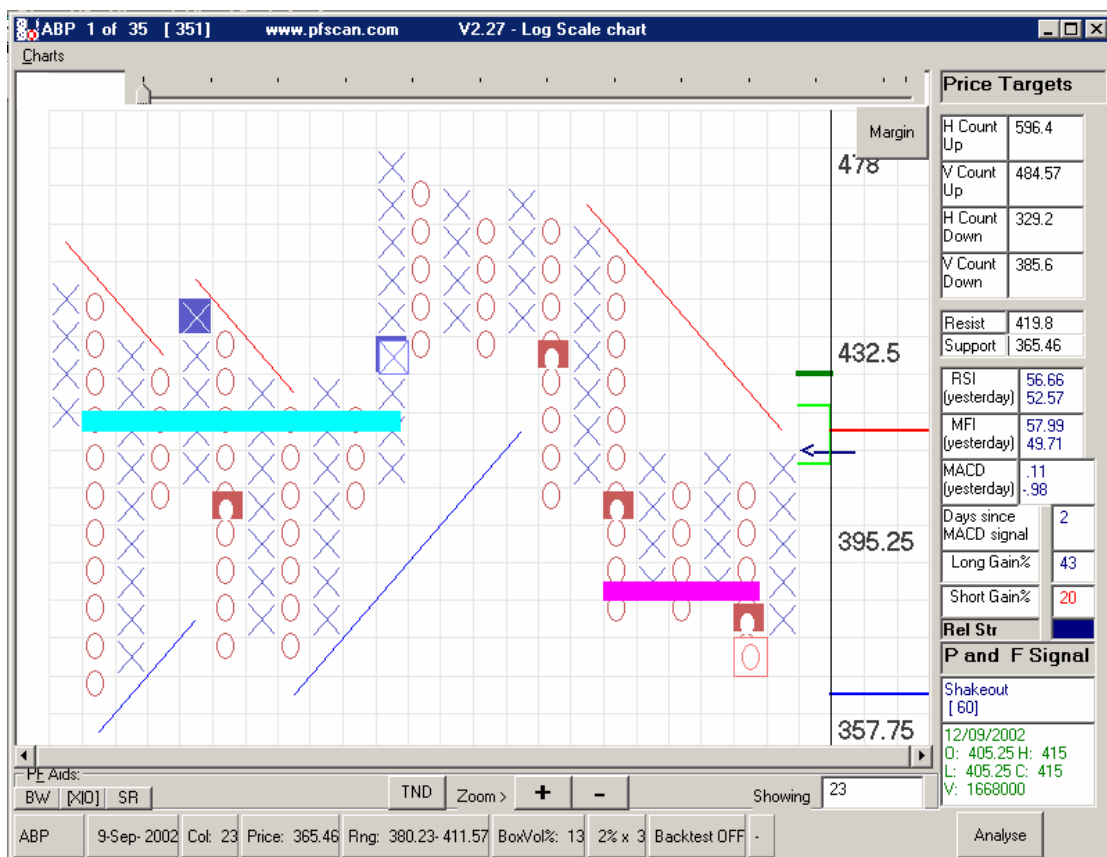 ABP 1 of 35 [ 351] www.pfscan.com V2.27 - Log Scale chart
Charts
Margin
478
432.5
395.25
357.75
Price Targets
H Count Up 596.4
V Count Up 484.57
H Count Down 329.2
V Count Down 385.6
Resist 419.8
Support 365.46
RSI 56.66
(yesterday) 52.57
MFI 57.99
(yesterday) 49.71
MACD .11
(yesterday) -.98
Days since MACD signal 2
Long Gain% 43
Short Gain% 20
Rel Str
P and F Signal
Shakeout
[ 60]
12/09/2002
O: 405.25 H: 415
L: 405.25 C: 415
V: 1668000
PF Aids:
BW [XIO] SR TND Zoom > + - Showing 23
ABP 9-Sep-2002 Col: 23 Price: 365.46 Rng: 380.23-411.57 BoxVol%: 13 2% x 3 Backtest OFF - Analyse